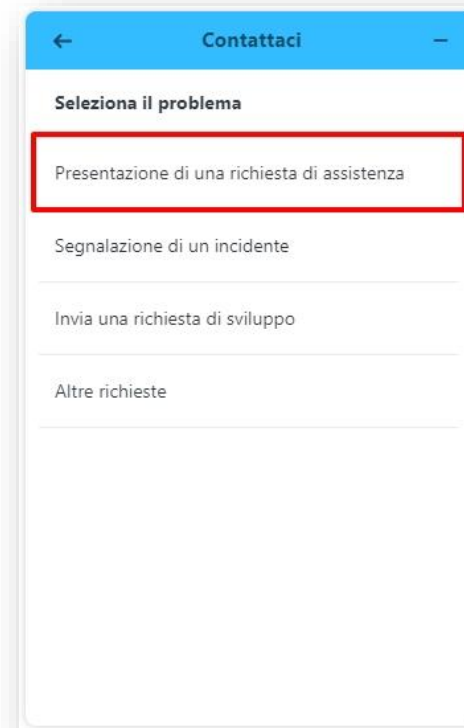 Contattaci
Seleziona il problema
Presentazione di una richiesta di assistenza
Segnalazione di un incidente
Invia una richiesta di sviluppo
Altre richieste